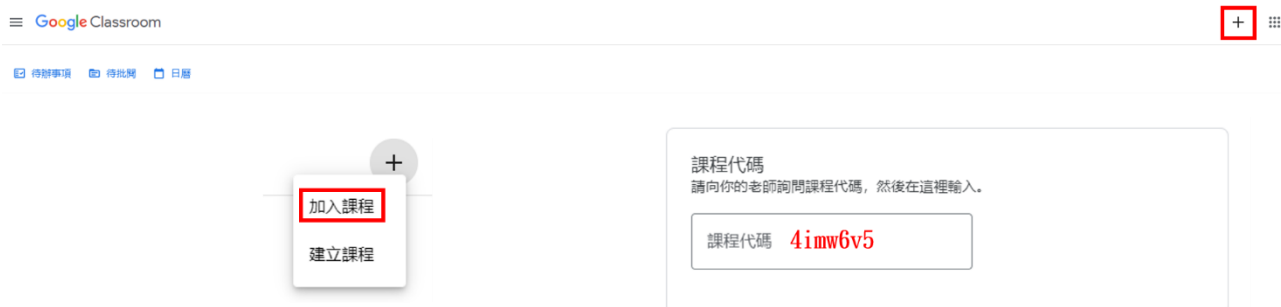 Google Classroom
待辦事項 待批閱 日曆
加入課程
建立課程
課程代碼
請向你的老師詢問課程代碼，然後在這裡輸入。
課程代碼 4imw6v5